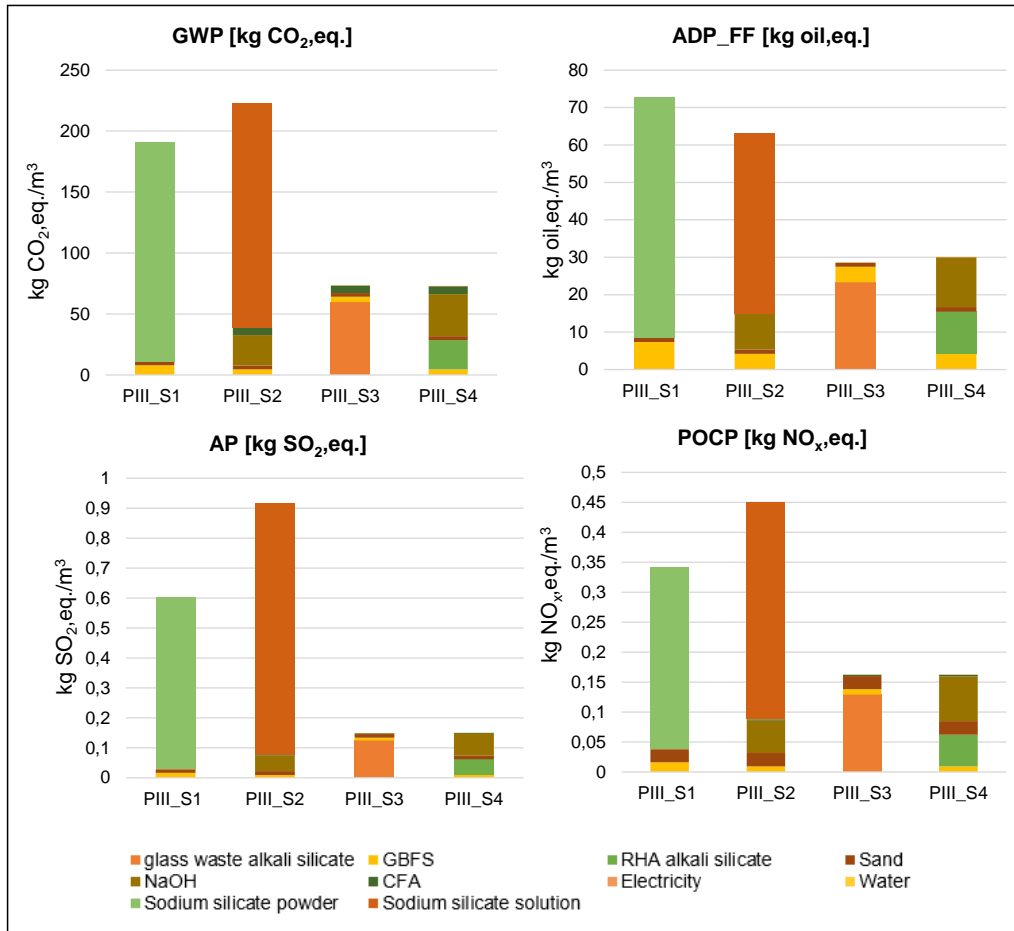 GWP [kg CO₂,eq.]
kg CO₂,eq./m³
250
200
150
100
50
0
PIII_S1 PIII_S2 PIII_S3 PIII_S4
ADP_FF [kg oil,eq.]
kg oil,eq./m³
80
70
60
50
40
30
20
10
0
PIII_S1 PIII_S2 PIII_S3 PIII_S4
AP [kg SO₂,eq.]
kg SO₂,eq./m³
1
0,9
0,8
0,7
0,6
0,5
0,4
0,3
0,2
0,1
0
PIII_S1 PIII_S2 PIII_S3 PIII_S4
POCP [kg NOₓ,eq.]
kg NOₓ,eq./m³
0,5
0,45
0,4
0,35
0,3
0,25
0,2
0,15
0,1
0,05
0
PIII_S1 PIII_S2 PIII_S3 PIII_S4
glass waste alkali silicate GBFS RHA alkali silicate Sand
NaOH CFA Electricity Water
Sodium silicate powder Sodium silicate solution